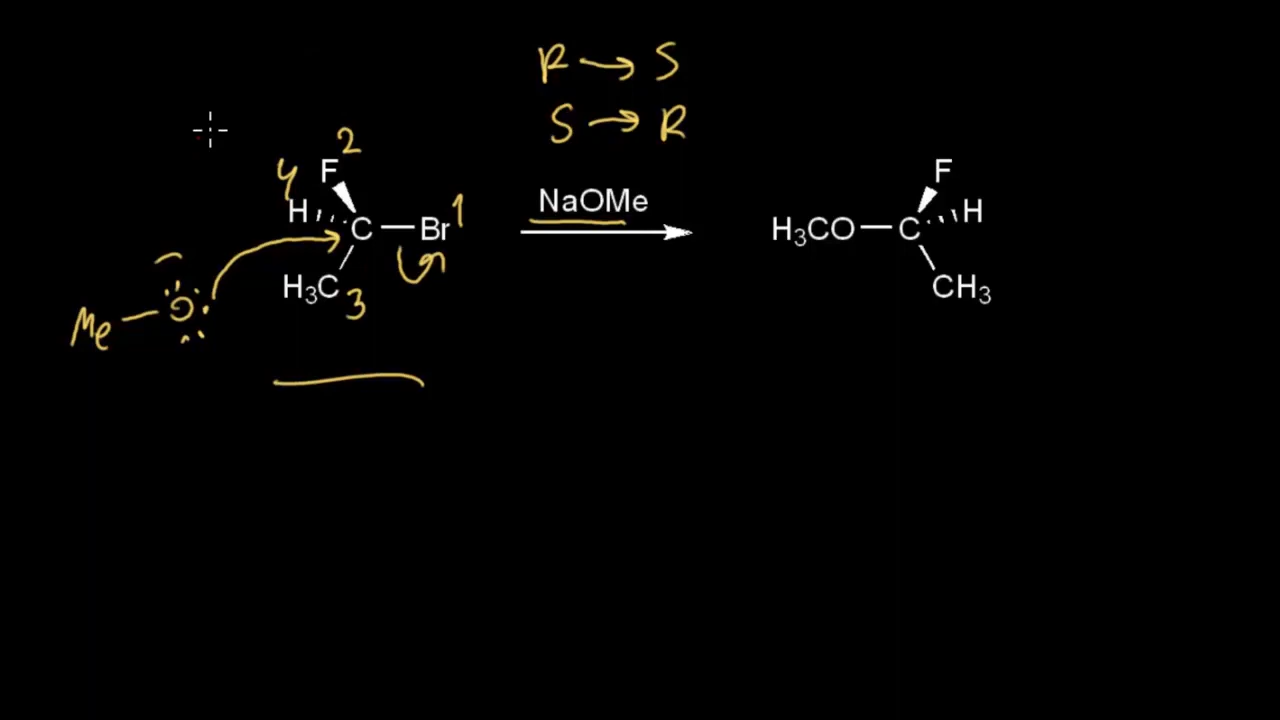 R → S
S → R
4 F 2
H C Br 1
H₃C 3
Me O
NaOMe
F
H₃CO C H
CH₃